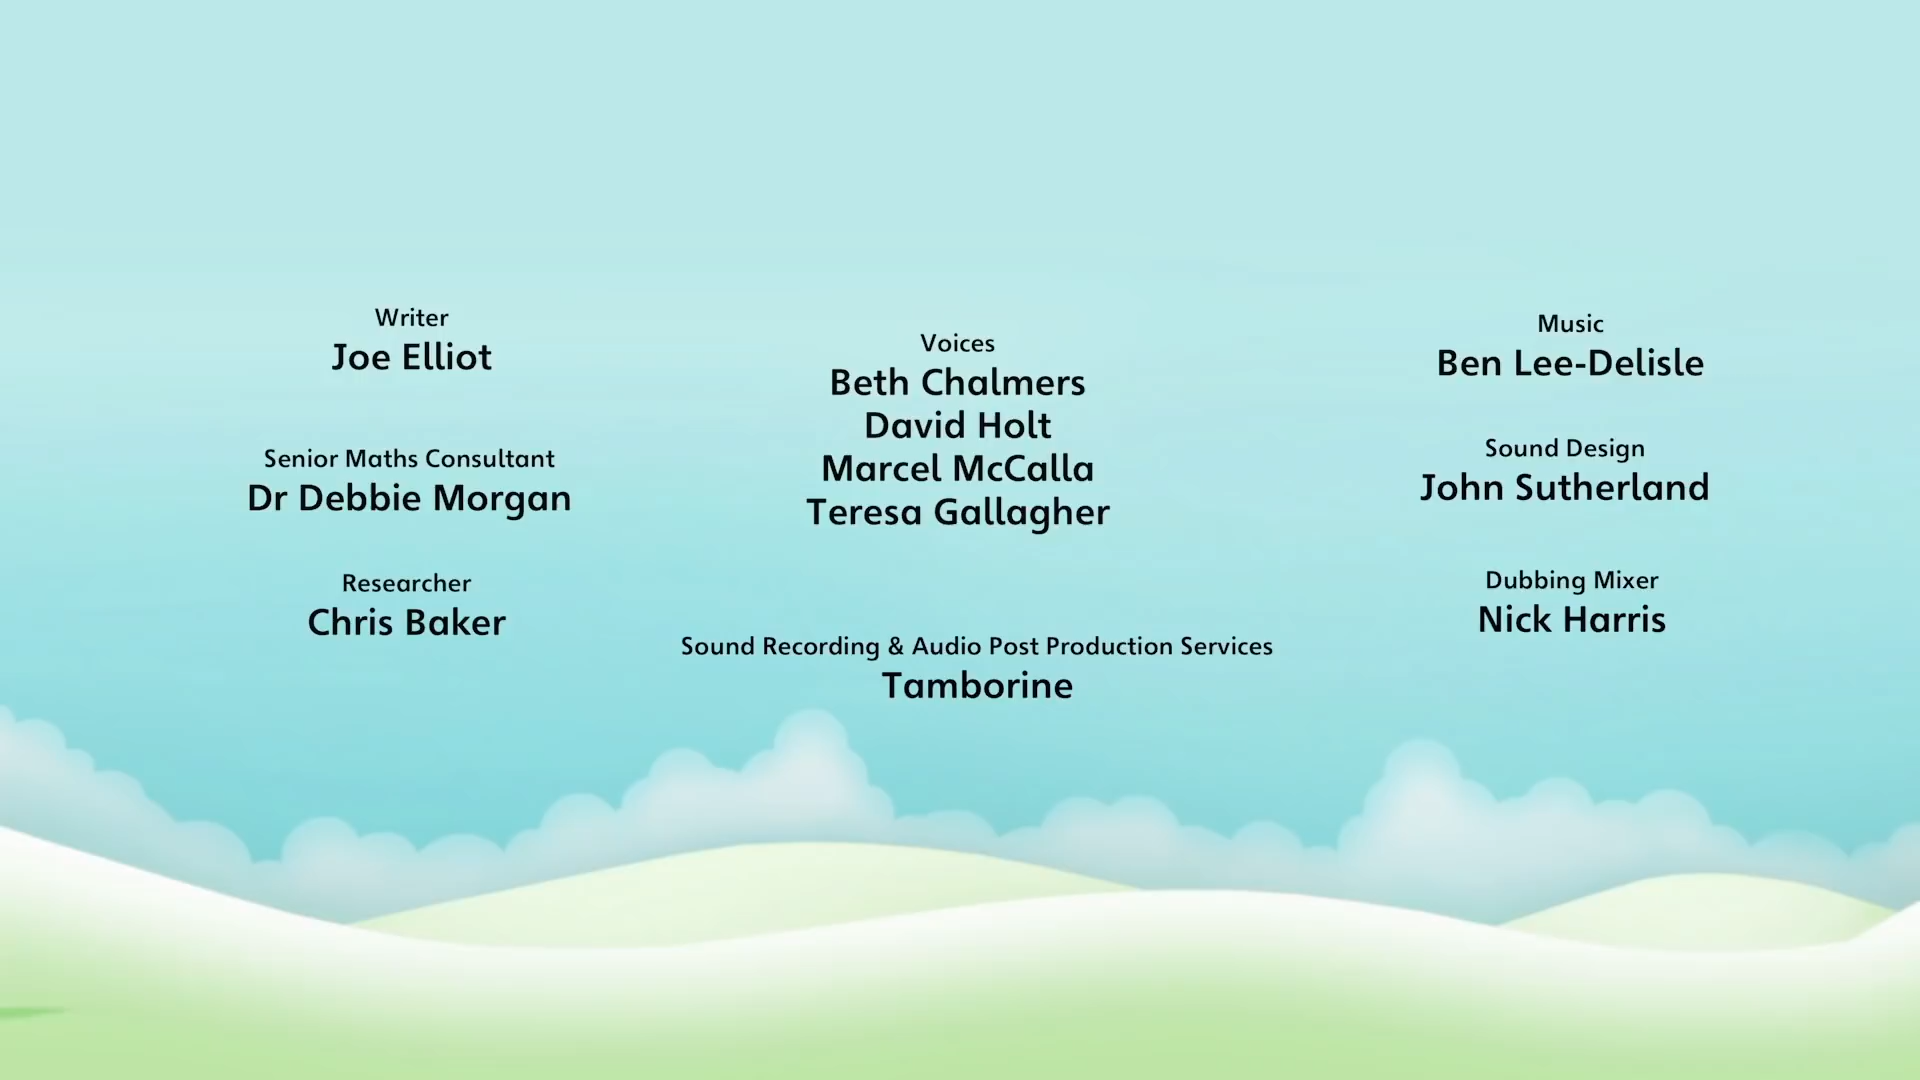 Writer
Joe Elliot
Senior Maths Consultant
Dr Debbie Morgan
Researcher
Chris Baker
Voices
Beth Chalmers
David Holt
Marcel McCalla
Teresa Gallagher
Sound Recording & Audio Post Production Services
Tamborine
Music
Ben Lee-Delisle
Sound Design
John Sutherland
Dubbing Mixer
Nick Harris